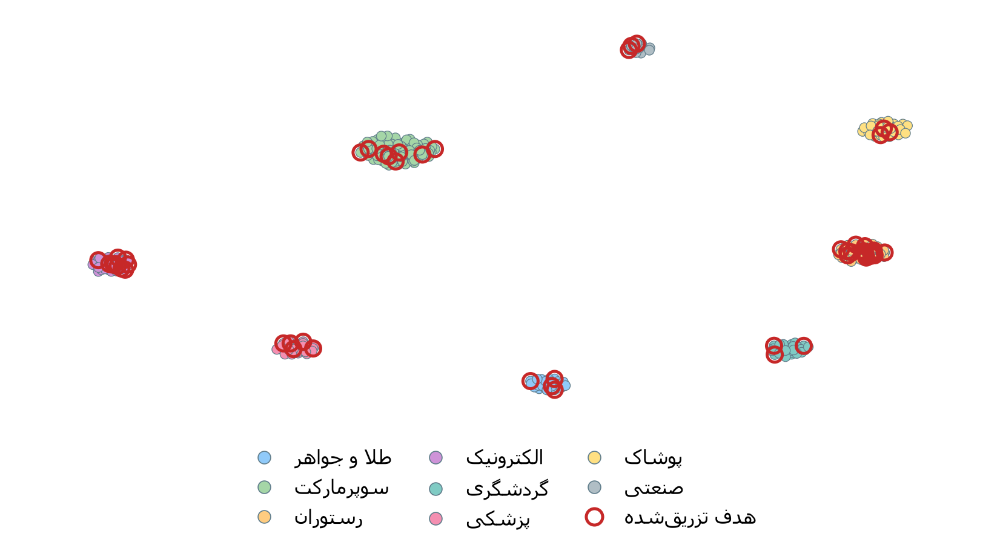 طلا و جواهر
سوپرمارکت
رستوران
الکترونیک
گردشگری
پزشکی
پوشاک
صنعتی
هدف تزریق‌شده